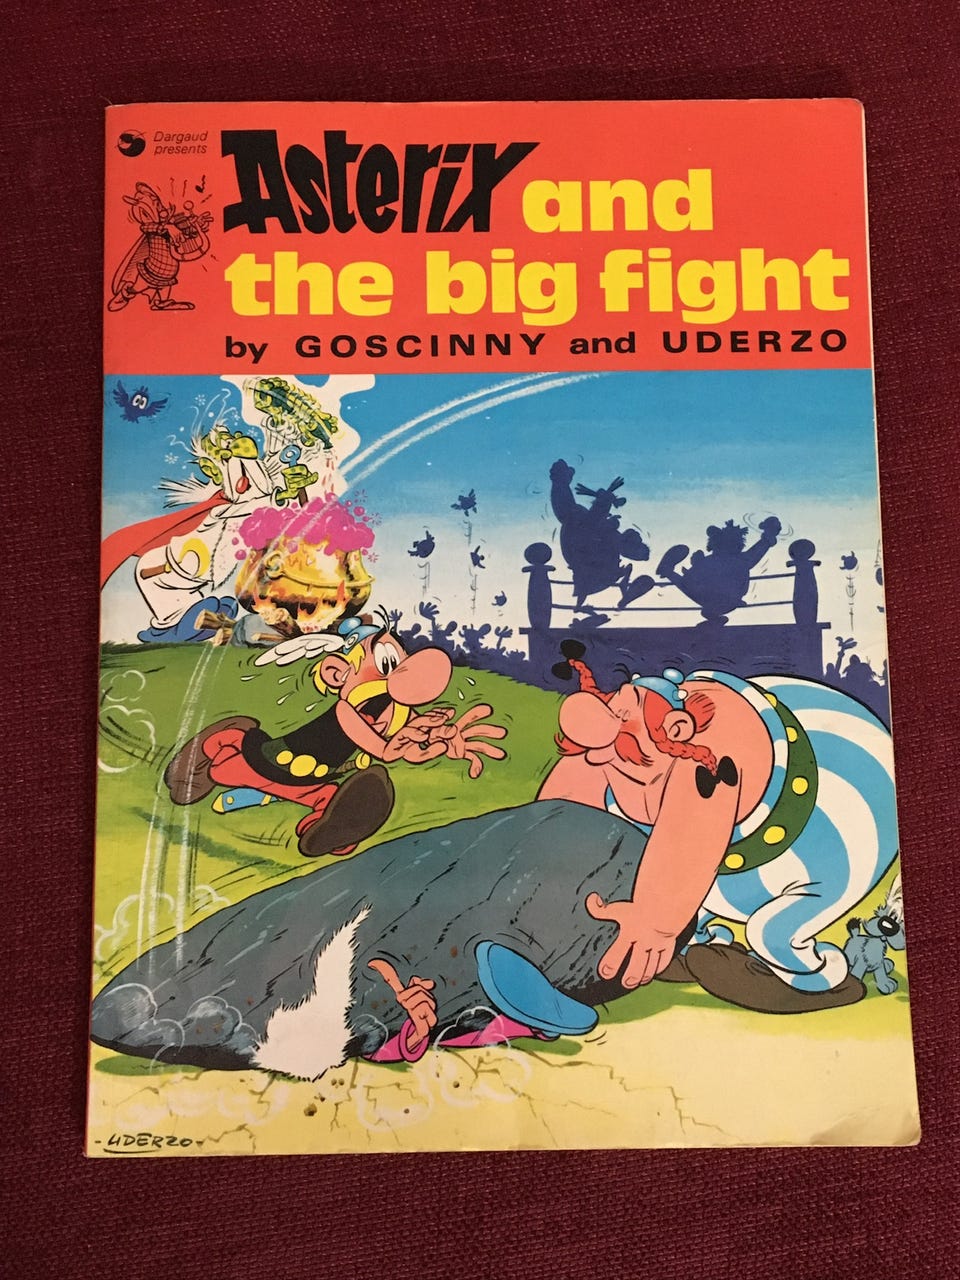 Dargaud
presents
Asterix and
the big fight
by GOSCINNY and UDERZO
-UDERZO-